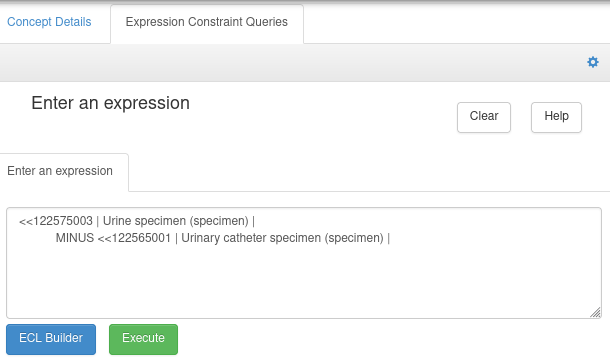 Concept Details
Expression Constraint Queries
Enter an expression
Clear
Help
Enter an expression
<<122575003 | Urine specimen (specimen) |
MINUS <<122565001 | Urinary catheter specimen (specimen) |
ECL Builder
Execute